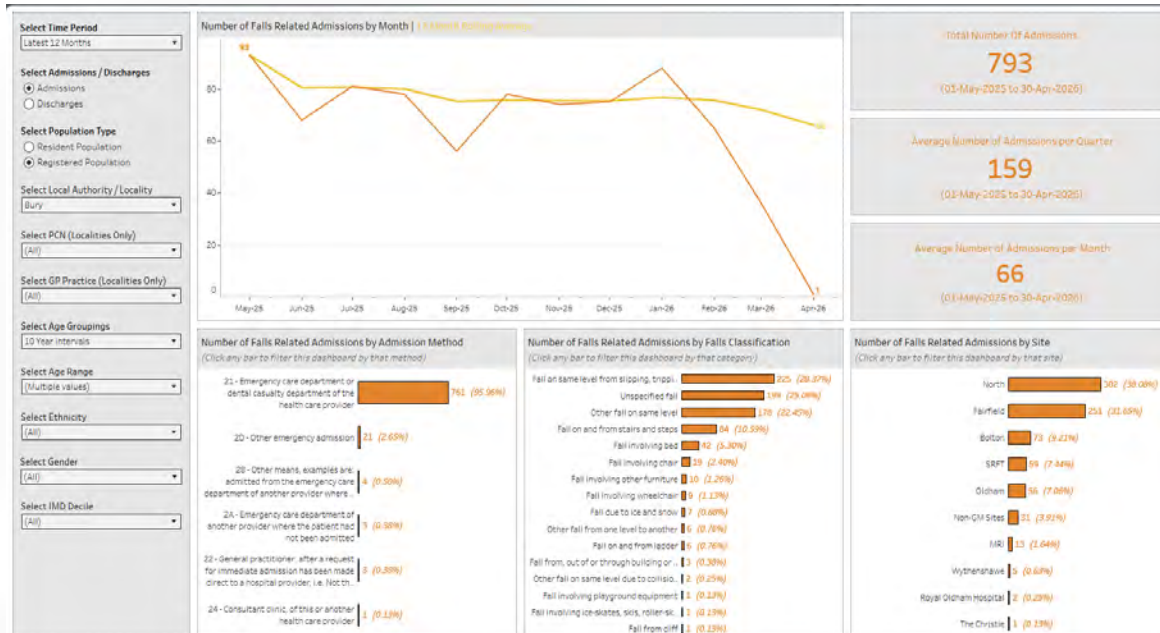 Select Time Period
Latest 12 Months
Select Admissions / Discharges
Admissions
Discharges
Select Population Type
Resident Population
Registered Population
Select Local Authority / Locality
Bury
Select PCN (Localities Only)
(All)
Select GP Practice (Localities Only)
(All)
Select Age Groupings
10 Year intervals
Select Age Range
(Multiple values)
Select Ethnicity
(All)
Select Gender
(All)
Select IMD Decile
(All)
Number of Falls Related Admissions by Month |
93
80
60
40
20
0
1
May-25
Jun-25
Jul-25
Aug-25
Sep-25
Oct-25
Nov-25
Dec-25
Jan-26
Feb-26
Mar-26
Apr-26
Total Number Of Admissions
793
(01-May-2025 to 30-Apr-2026)
Average Number of Admissions per Quarter
159
(01-May-2025 to 30-Apr-2026)
Average Number of Admissions per Month
66
(01-May-2025 to 30-Apr-2026)
Number of Falls Related Admissions by Admission Method
(Click any bar to filter this dashboard by that method)
21 - Emergency care department or
dental casualty department of the
health care provider
761 (95.96%)
2D - Other emergency admission
21 (2.65%)
2B - Other means, examples are:
admitted from the emergency care
department of another provider where ...
4 (0.50%)
2A - Emergency care department of
another provider where the patient had
not been admitted
3 (0.38%)
22 - General practitioner: after a request
for immediate admission has been made
direct to a hospital provider, i.e. Not th..
3 (0.38%)
24 - Consultant clinic, of this or another
health care provider
1 (0.13%)
Number of Falls Related Admissions by Falls Classification
(Click any bar to filter this dashboard by that category)
Fall on same level from slipping, trippi.. 225 (28.37%)
Unspecified fall
Other fall on same level 178 (22.45%)
Fall on and from stairs and steps 84 (10.59%)
Fall involving bed 42 (5.30%)
Fall involving chair 19 (2.40%)
Fall involving other furniture 10 (1.26%)
Fall involving wheelchair 9 (1.13%)
Fall due to ice and snow 7 (0.88%)
Other fall from one level to another 6 (0.76%)
Fall on and from ladder 6 (0.76%)
Fall from, out of or through building or .. 3 (0.38%)
Other fall on same level due to collisio.. 2 (0.25%)
Fall involving playground equipment 1 (0.13%)
Fall involving ice-skates, skis, roller-sk.. 1 (0.13%)
Fall from cliff 1 (0.13%)
Number of Falls Related Admissions by Site
(Click any bar to filter this dashboard by that site)
North 302 (38.08%)
Fairfield 251 (31.65%)
Bolton 73 (9.21%)
SRFT 59 (7.44%)
Oldham 56 (7.06%)
Non-GM Sites 31 (3.91%)
MRI 13 (1.64%)
Wythenshawe 5 (0.63%)
Royal Oldham Hospital 2 (0.25%)
The Christie 1 (0.13%)